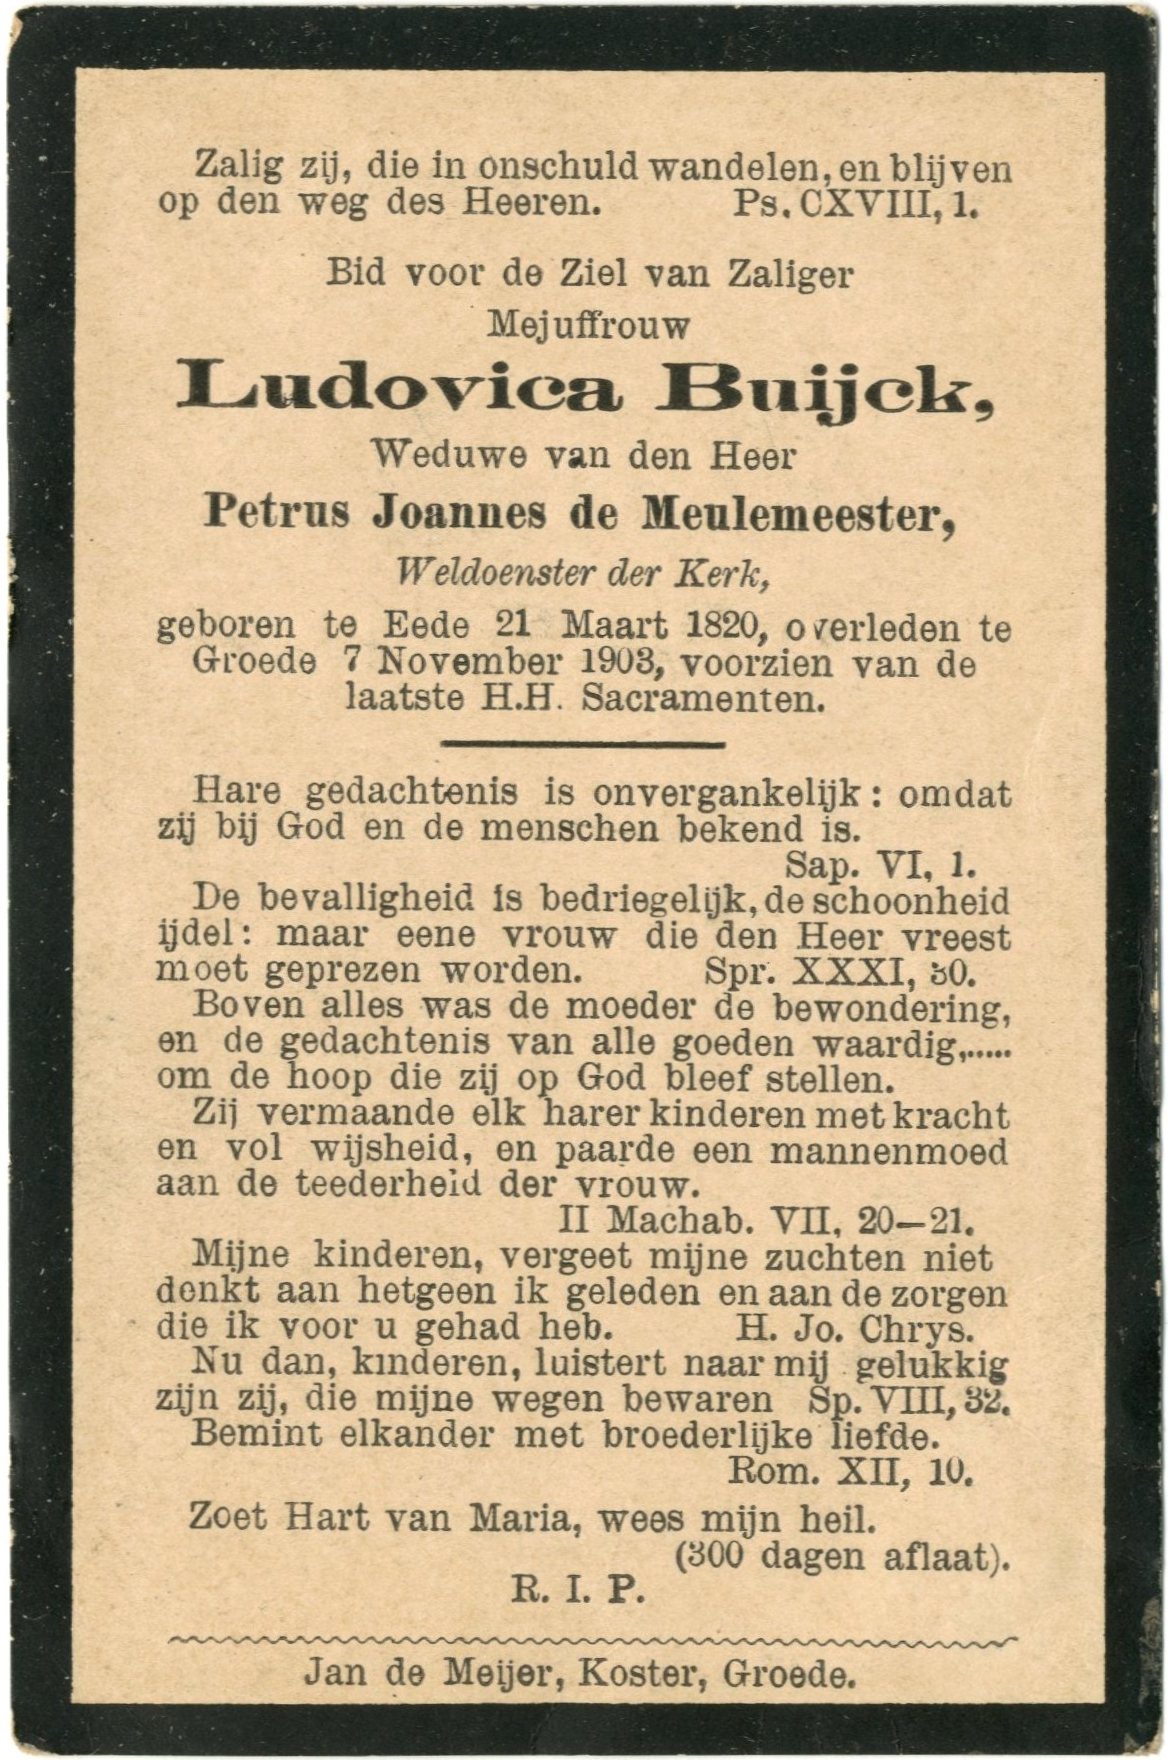 Zalig zij, die in onschuld wandelen, en blijven
op den weg des Heeren. Ps. CXVIII, 1.
Bid voor de Ziel van Zaliger
Mejuffrouw
Ludovica Buijck,
Weduwe van den Heer
Petrus Joannes de Meulemeester,
Weldoenster der Kerk,
geboren te Eede 21 Maart 1820, overleden te
Groede 7 November 1903, voorzien van de
laatste H.H. Sacramenten.
Hare gedachtenis is onvergankelijk: omdat
zij bij God en de menschen bekend is.
Sap. VI, 1.
De bevalligheid is bedriegelijk, de schoonheid
ijdel: maar eene vrouw die den Heer vreest
moet geprezen worden. Spr. XXXI, 30.
Boven alles was de moeder de bewondering,
en de gedachtenis van alle goeden waardig,.....
om de hoop die zij op God bleef stellen.
Zij vermaande elk harer kinderen met kracht
en vol wijsheid, en paarde een mannenmoed
aan de teederheid der vrouw.
II Machab. VII, 20—21.
Mijne kinderen, vergeet mijne zuchten niet
denkt aan hetgeen ik geleden en aan de zorgen
die ik voor u gehad heb. H. Jo. Chrys.
Nu dan, kinderen, luistert naar mij gelukkig
zijn zij, die mijne wegen bewaren Sp. VIII, 32.
Bemint elkander met broederlijke liefde.
Rom. XII, 10.
Zoet Hart van Maria, wees mijn heil.
(300 dagen aflaat).
R. I. P.
Jan de Meijer, Koster, Groede.